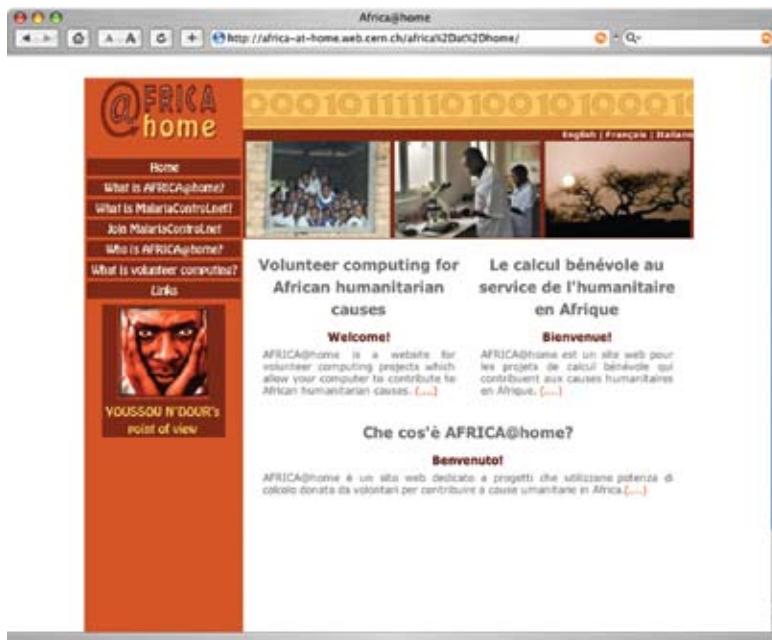 Africa@home
A A
+
http://africa-at-home.web.cern.ch/africa%2Dat%2Dhome/
Q
@FRICA
home
0001011111010010101000010
English | Français | Italiano
Home
What is AFRICA@home?
What is MalariaControl.net?
Join MalariaControl.net
Who is AFRICA@home?
What is volunteer computing?
Links
YOUSSOU N'DOUR's
point of view
Volunteer computing for
African humanitarian
causes
Welcome!
AFRICA@home is a website for
volunteer computing projects which
allow your computer to contribute to
African humanitarian causes. (....)
Le calcul bénévole au
service de l'humanitaire
en Afrique
Bienvenue!
AFRICA@home est un site web pour
les projets de calcul bénévole qui
contribuent aux causes humanitaires
en Afrique. (....)
Che cos'è AFRICA@home?
Benvenuto!
AFRICA@home è un sito web dedicato a progetti che utilizzano potenza di
calcolo donata da volontari per contribuire a cause umanitarie in Africa.(....)